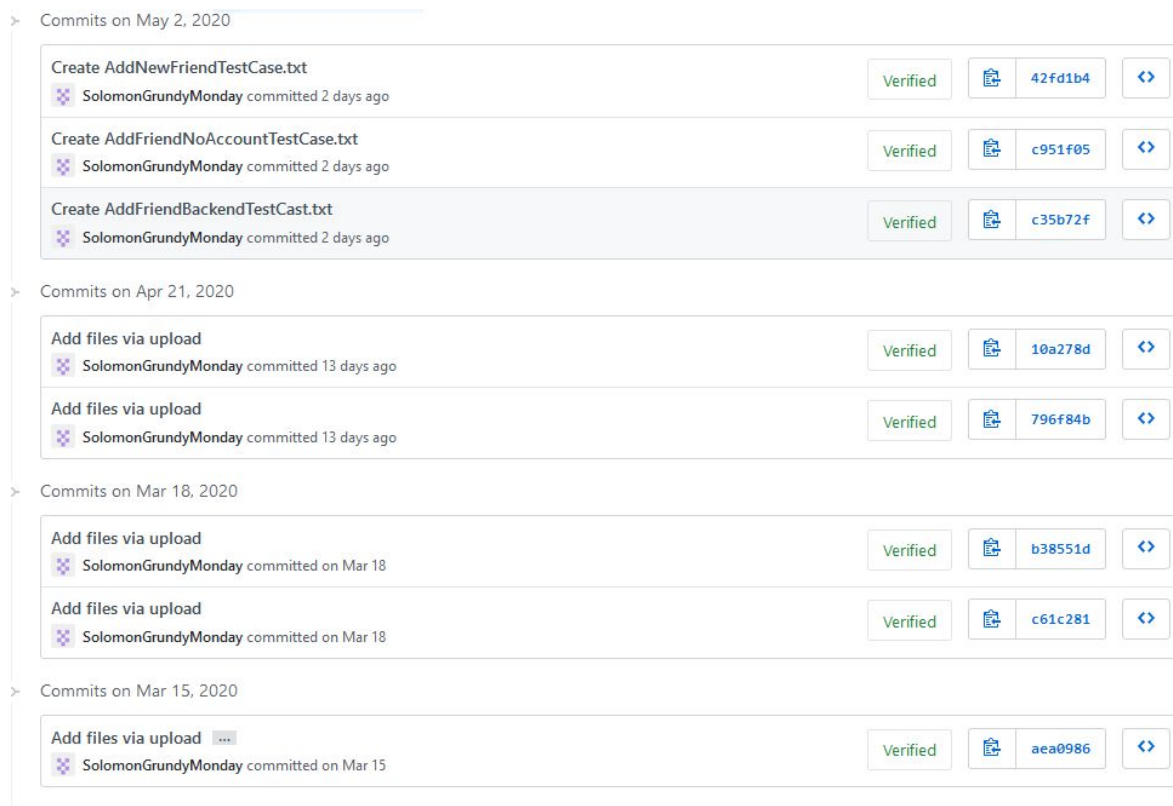 Commits on May 2, 2020
Create AddNewFriendTestCase.txt
SolomonGrundyMonday committed 2 days ago
Verified
42fd1b4
Create AddFriendNoAccountTestCase.txt
SolomonGrundyMonday committed 2 days ago
Verified
c951f05
Create AddFriendBackendTestCast.txt
SolomonGrundyMonday committed 2 days ago
Verified
c35b72f
Commits on Apr 21, 2020
Add files via upload
SolomonGrundyMonday committed 13 days ago
Verified
10a278d
Add files via upload
SolomonGrundyMonday committed 13 days ago
Verified
796f84b
Commits on Mar 18, 2020
Add files via upload
SolomonGrundyMonday committed on Mar 18
Verified
b38551d
Add files via upload
SolomonGrundyMonday committed on Mar 18
Verified
c61c281
Commits on Mar 15, 2020
Add files via upload ...
SolomonGrundyMonday committed on Mar 15
Verified
aea0986